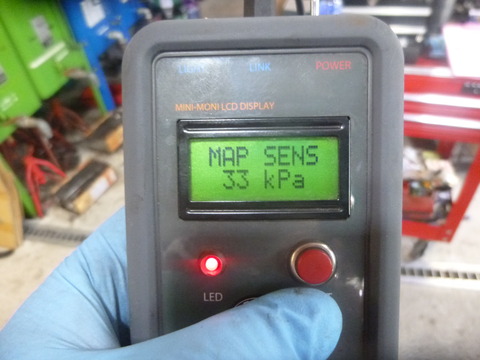 LINK POWER
MINI-MONI LCD DISPLAY
MAP SENS
33 kPa
LED